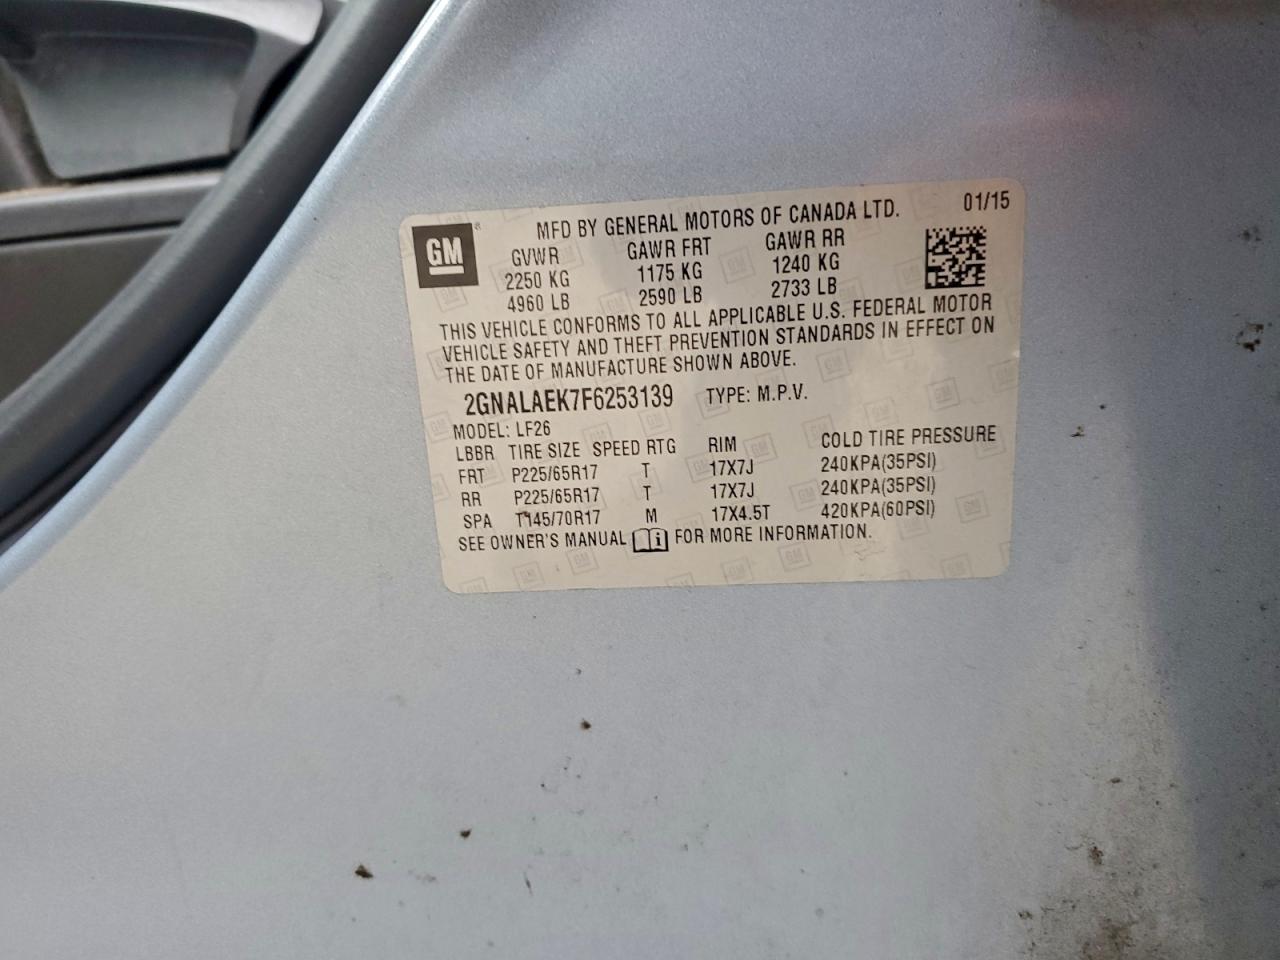 MFD BY GENERAL MOTORS OF CANADA LTD. 01/15
GM ®
GVWR GAWR FRT GAWR RR
2250 KG 1175 KG 1240 KG
4960 LB 2590 LB 2733 LB
THIS VEHICLE CONFORMS TO ALL APPLICABLE U.S. FEDERAL MOTOR
VEHICLE SAFETY AND THEFT PREVENTION STANDARDS IN EFFECT ON
THE DATE OF MANUFACTURE SHOWN ABOVE.
2GNALAEK7F6253139 TYPE: M.P.V.
MODEL: LF26
LBBR TIRE SIZE SPEED RTG RIM COLD TIRE PRESSURE
FRT P225/65R17 T 17X7J 240KPA(35PSI)
RR P225/65R17 T 17X7J 240KPA(35PSI)
SPA T145/70R17 M 17X4.5T 420KPA(60PSI)
SEE OWNER'S MANUAL i FOR MORE INFORMATION.